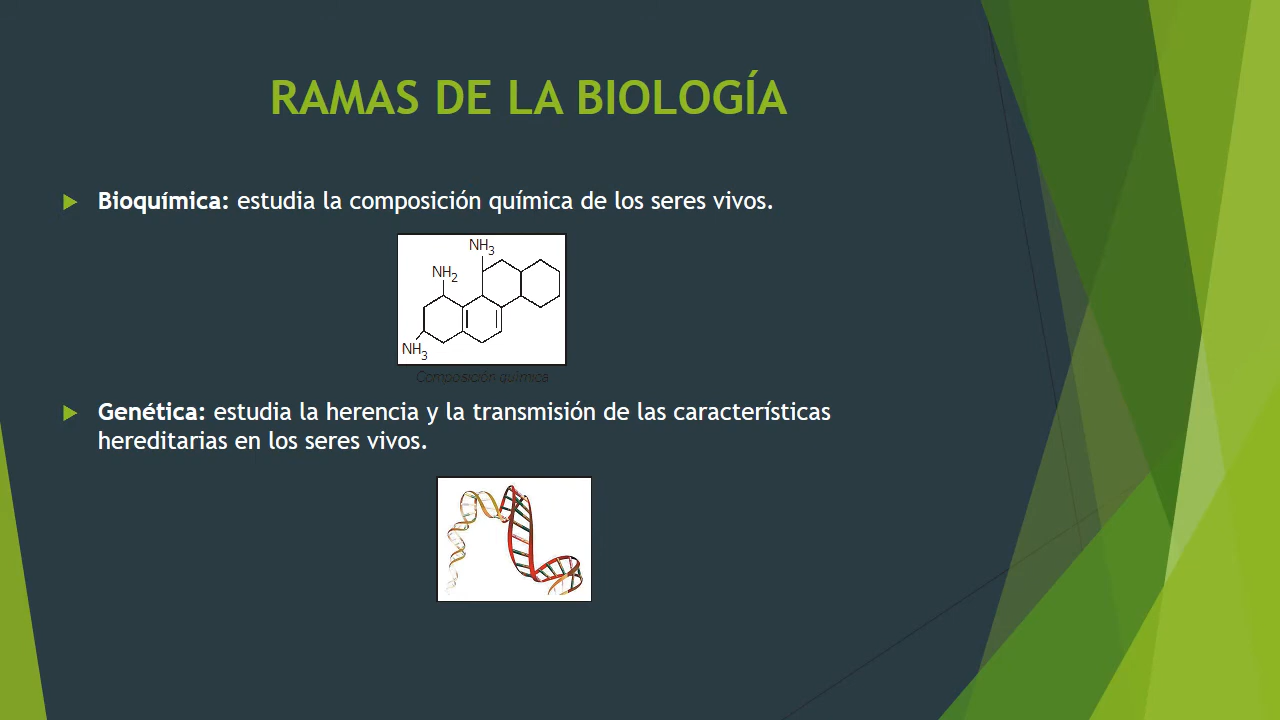 RAMAS DE LA BIOLOGÍA
Bioquímica: estudia la composición química de los seres vivos.
NH3
NH2
NH3
Composición química
Genética: estudia la herencia y la transmisión de las características
hereditarias en los seres vivos.